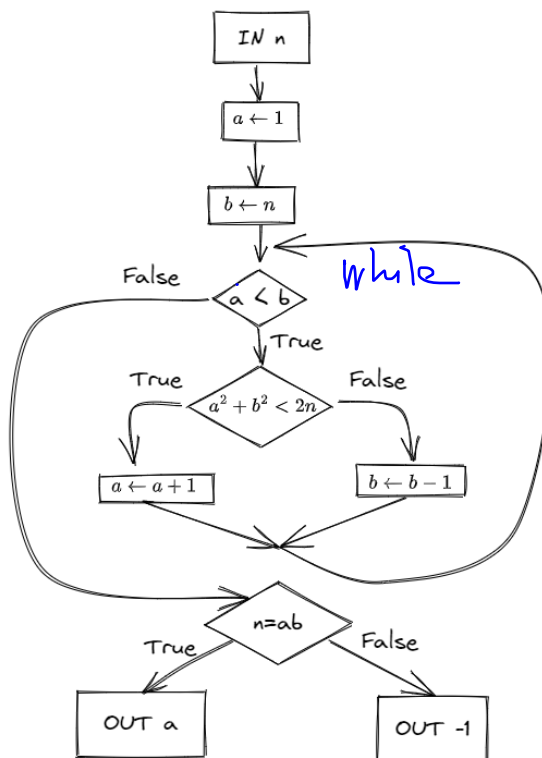 IN n
a ← 1
b ← n
while
False
a < b
True
True
False
a² + b² < 2n
a ← a + 1
b ← b − 1
n=ab
True
False
OUT a
OUT -1